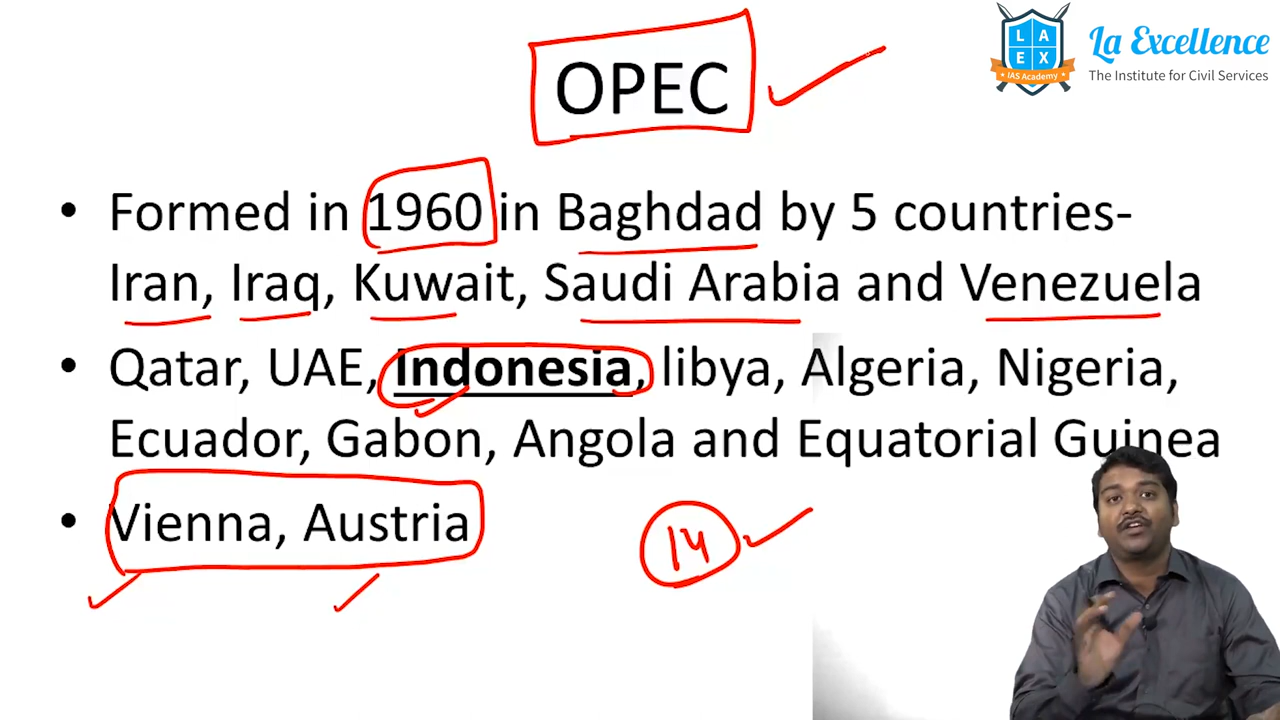 LAEX
IAS Academy
La Excellence
The Institute for Civil Services
OPEC
• Formed in 1960 in Baghdad by 5 countries-
Iran, Iraq, Kuwait, Saudi Arabia and Venezuela
• Qatar, UAE, Indonesia, libya, Algeria, Nigeria,
Ecuador, Gabon, Angola and Equatorial Guinea
• Vienna, Austria
14